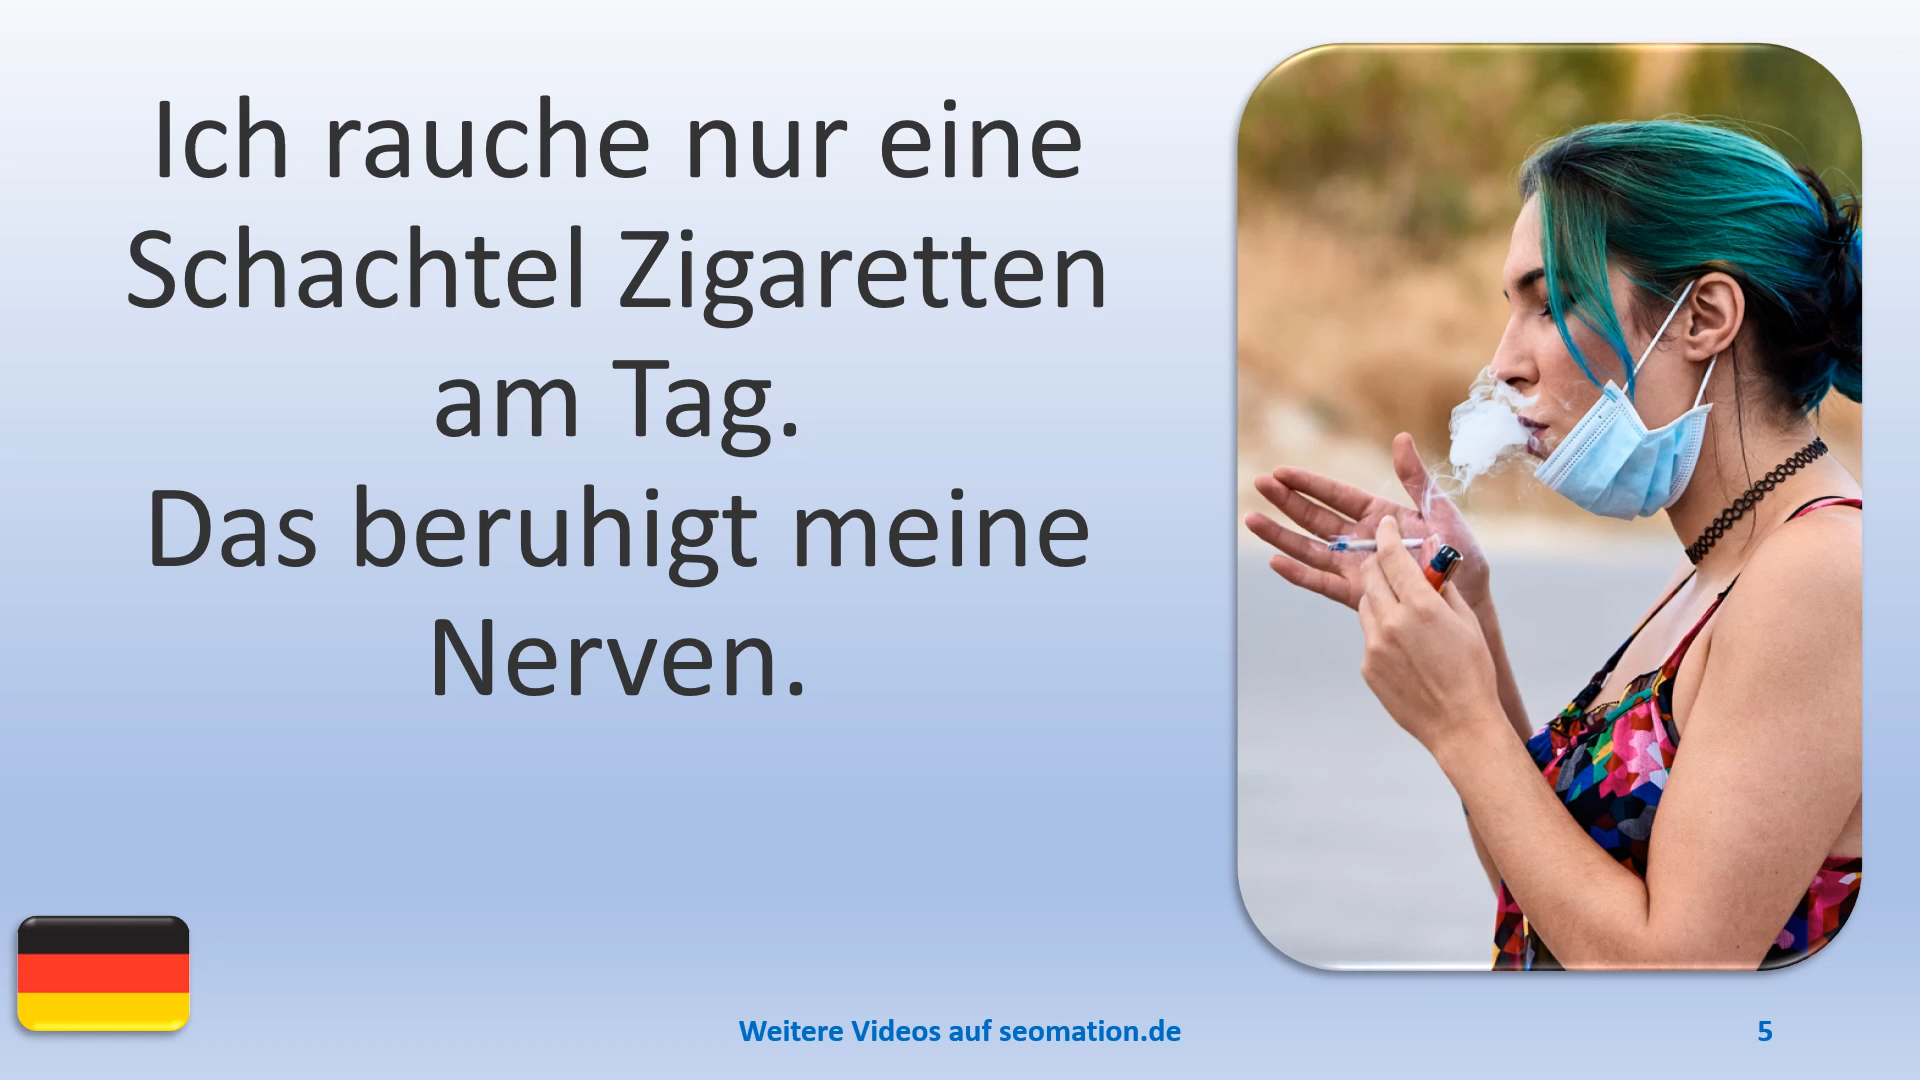 Ich rauche nur eine
Schachtel Zigaretten
am Tag.
Das beruhigt meine
Nerven.
Weitere Videos auf seomation.de
5